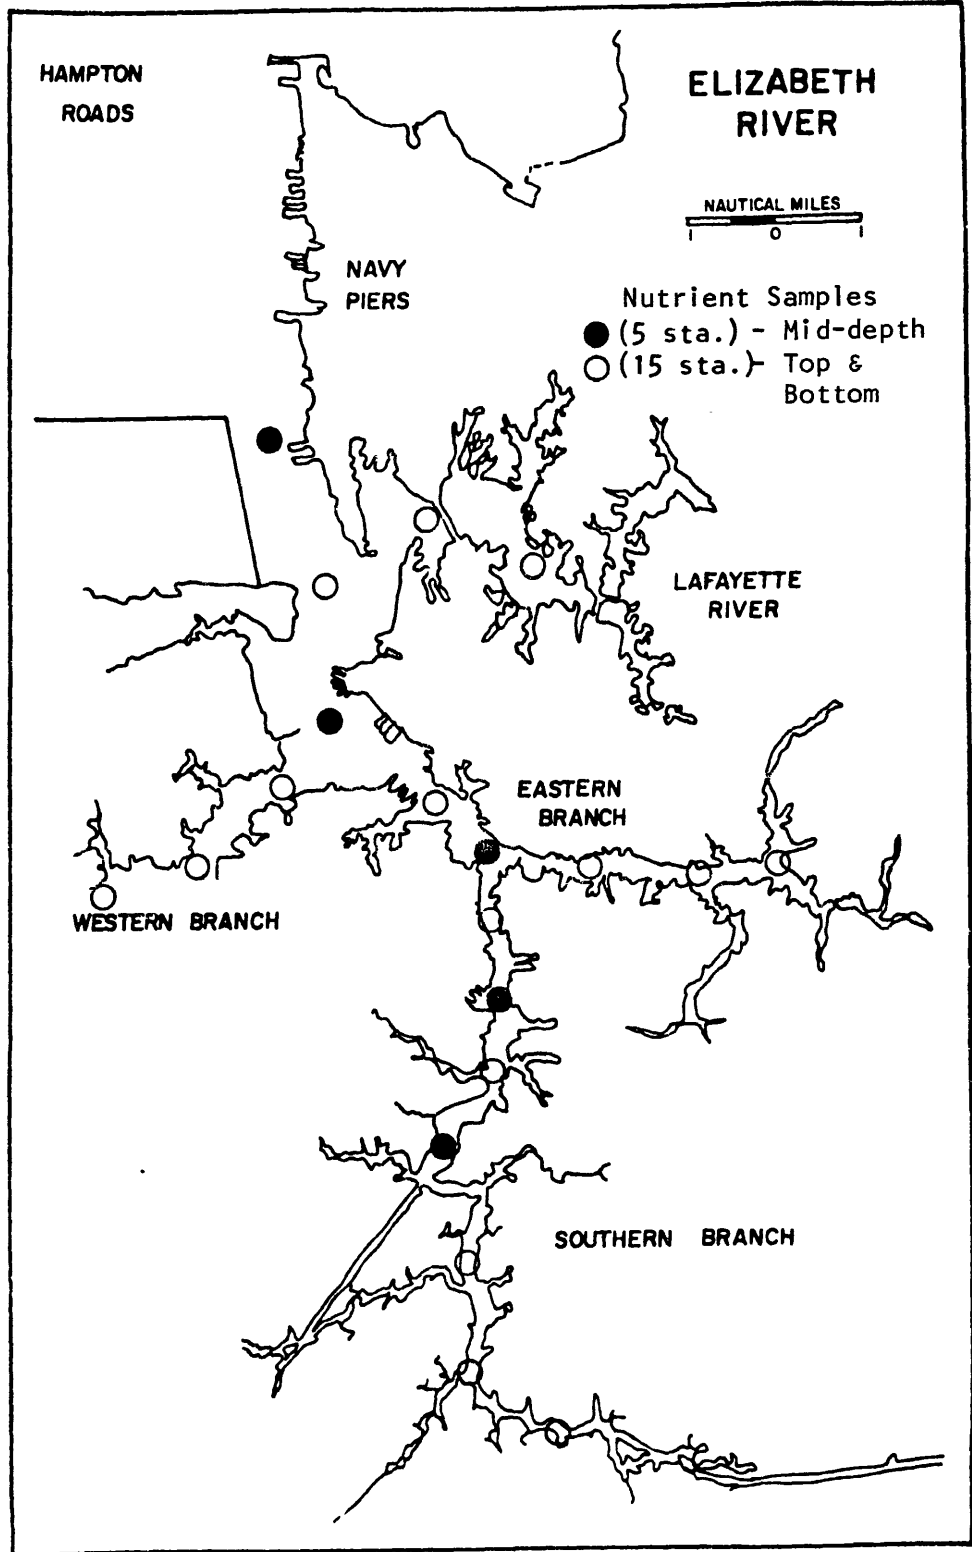 HAMPTON
ROADS
ELIZABETH
RIVER
NAUTICAL MILES
1 0 1
NAVY
PIERS
Nutrient Samples
(5 sta.) - Mid-depth
(15 sta.)- Top &
Bottom
LAFAYETTE
RIVER
EASTERN
BRANCH
WESTERN BRANCH
SOUTHERN BRANCH